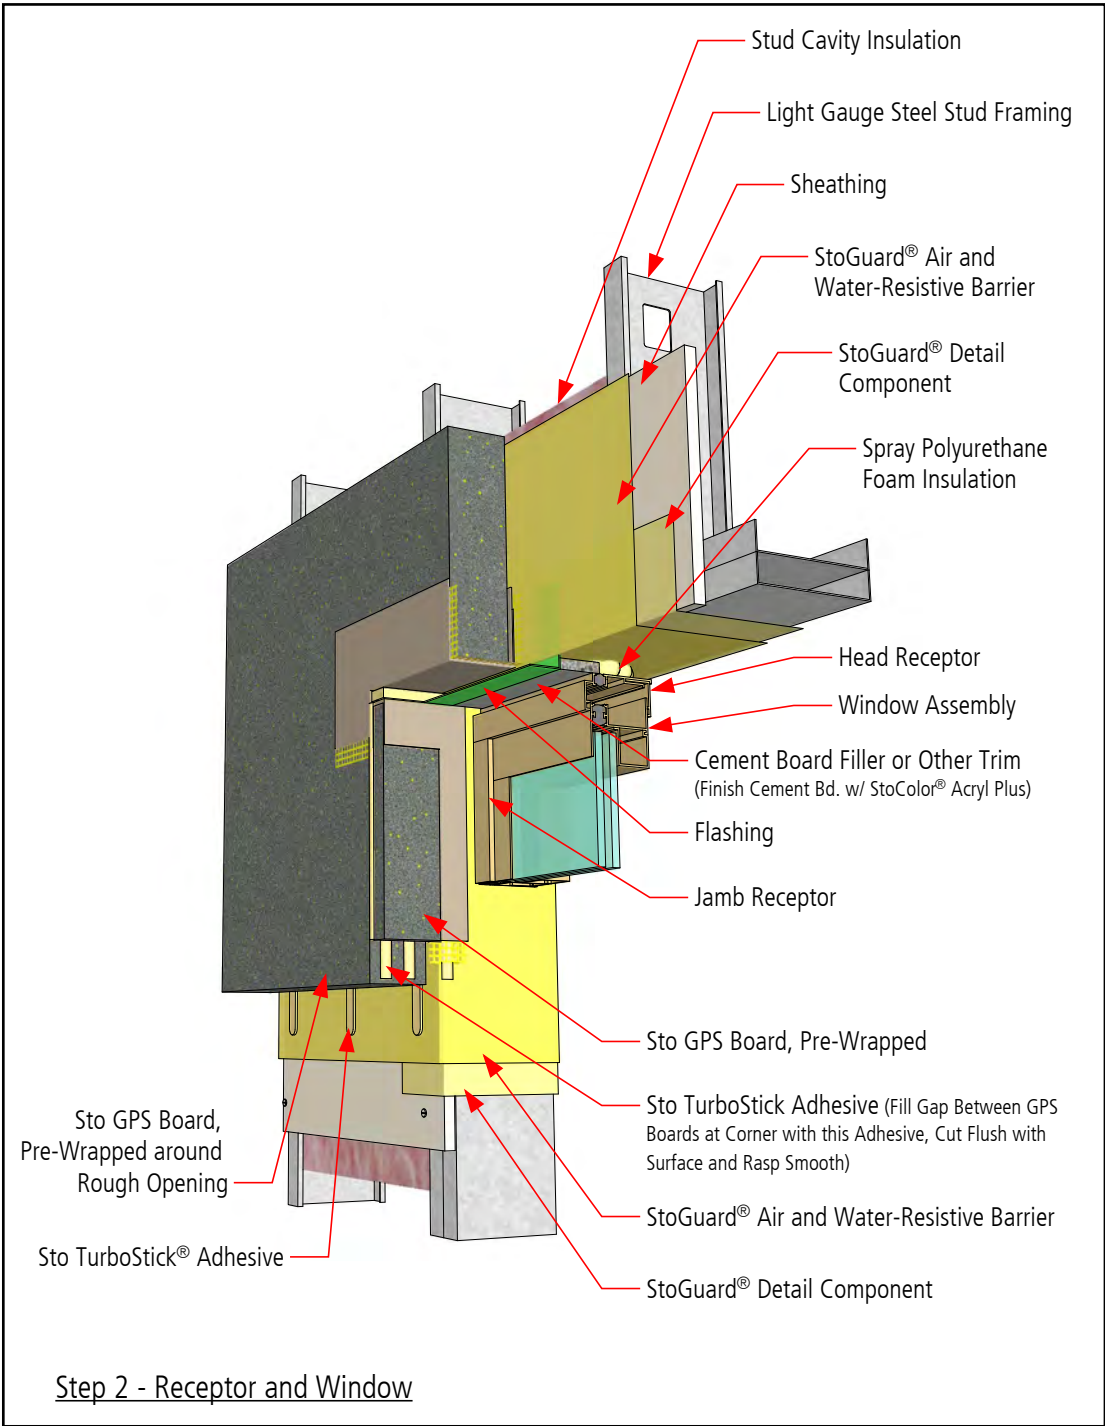 Stud Cavity Insulation
Light Gauge Steel Stud Framing
Sheathing
StoGuard® Air and
Water-Resistive Barrier
StoGuard® Detail
Component
Spray Polyurethane
Foam Insulation
Head Receptor
Window Assembly
Cement Board Filler or Other Trim
(Finish Cement Bd. w/ StoColor® Acryl Plus)
Flashing
Jamb Receptor
Sto GPS Board, Pre-Wrapped
Sto TurboStick Adhesive (Fill Gap Between GPS
Boards at Corner with this Adhesive, Cut Flush with
Surface and Rasp Smooth)
StoGuard® Air and Water-Resistive Barrier
StoGuard® Detail Component
Sto GPS Board,
Pre-Wrapped around
Rough Opening
Sto TurboStick® Adhesive
Step 2 - Receptor and Window